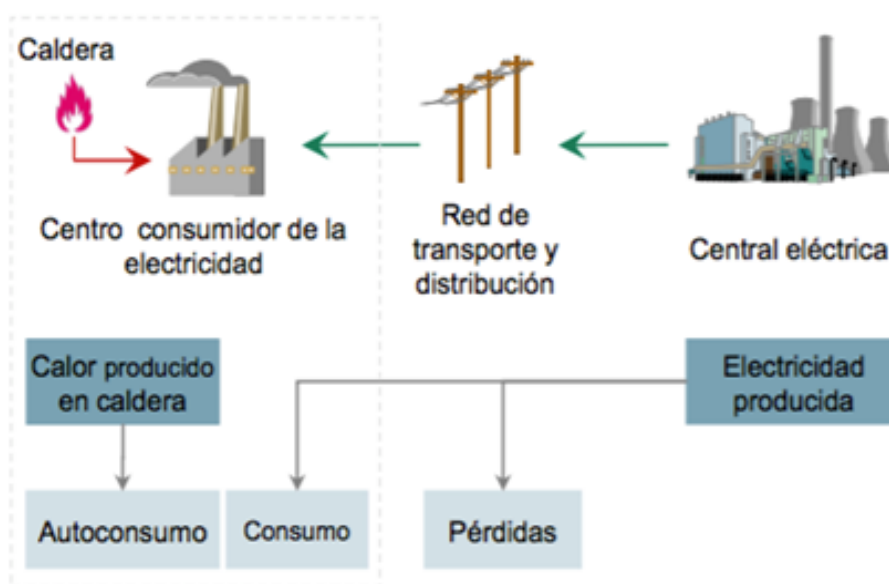 Caldera
Centro consumidor de la
electricidad
Red de
transporte y
distribución
Central eléctrica
Calor producido
en caldera
Electricidad
producida
Autoconsumo
Consumo
Pérdidas